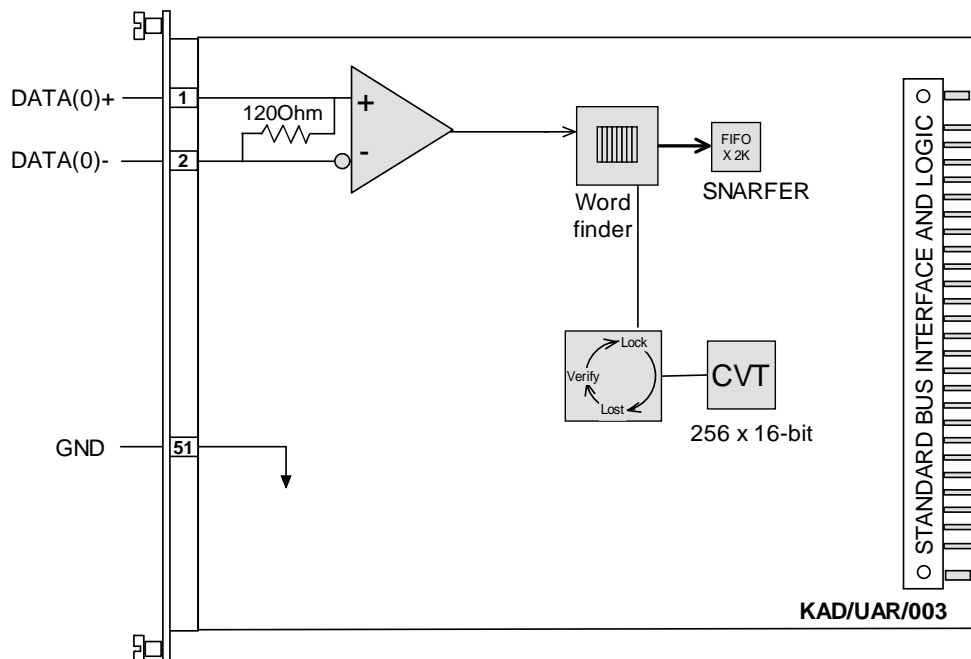 DATA(0)+
1
120Ohm
+
DATA(0)-
2
-
FIFO
X 2K
Word
finder
SNARFER
Lock
Verify
Lost
CVT
256 x 16-bit
GND
51
STANDARD BUS INTERFACE AND LOGIC
KAD/UAR/003